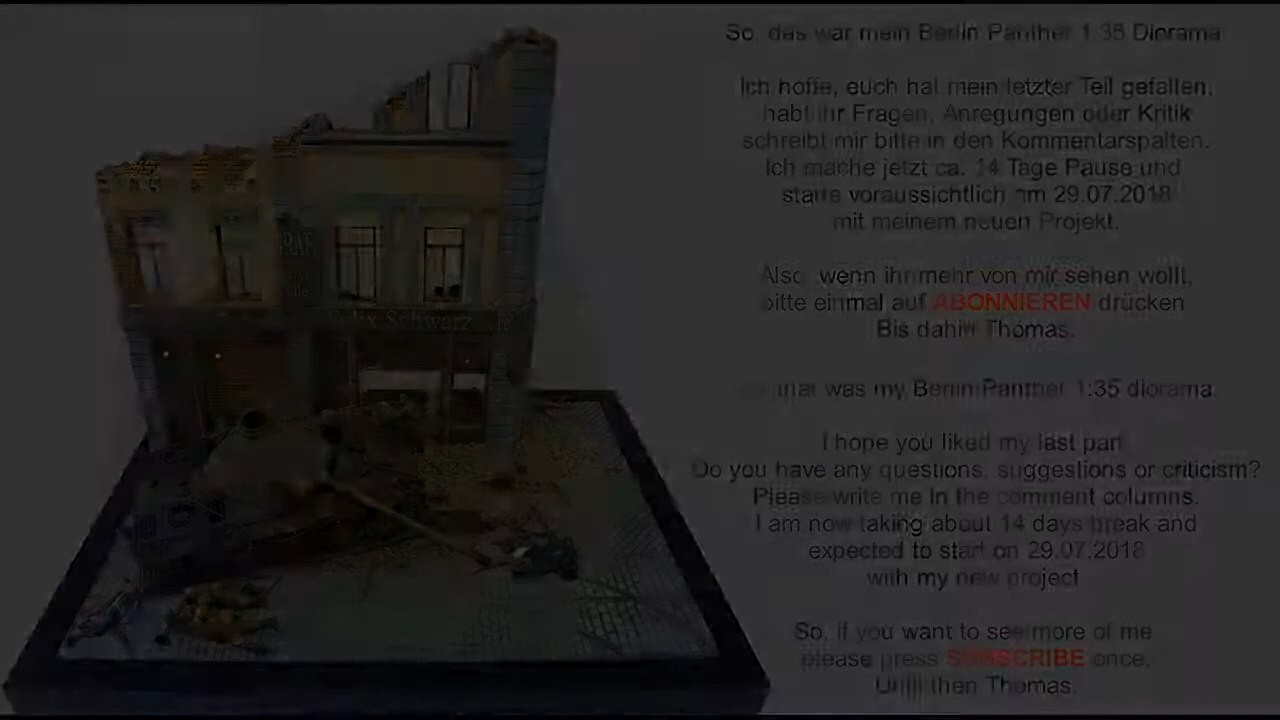 GRAF
Felix Schwarz
So, das war mein Berlin Panther 1:35 Diorama
Ich hoffe, euch hat mein letzter Teil gefallen,
habt ihr Fragen, Anregungen oder Kritik
schreibt mir bitte in den Kommentarspalten.
Ich mache jetzt ca. 14 Tage Pause und
starte voraussichtlich am 29.07.2018
mit meinem neuen Projekt.
Also, wenn ihr mehr von mir sehen wollt,
bitte einmal auf ABONNIEREN drücken
Bis dahin Thomas.
that was my Berlin Panther 1:35 diorama.
I hope you liked my last part
Do you have any questions, suggestions or criticism?
Please write me in the comment columns.
I am now taking about 14 days break and
expected to start on 29.07.2018
with my new project
So, if you want to see more of me
please press SUBSCRIBE once.
Until then Thomas.